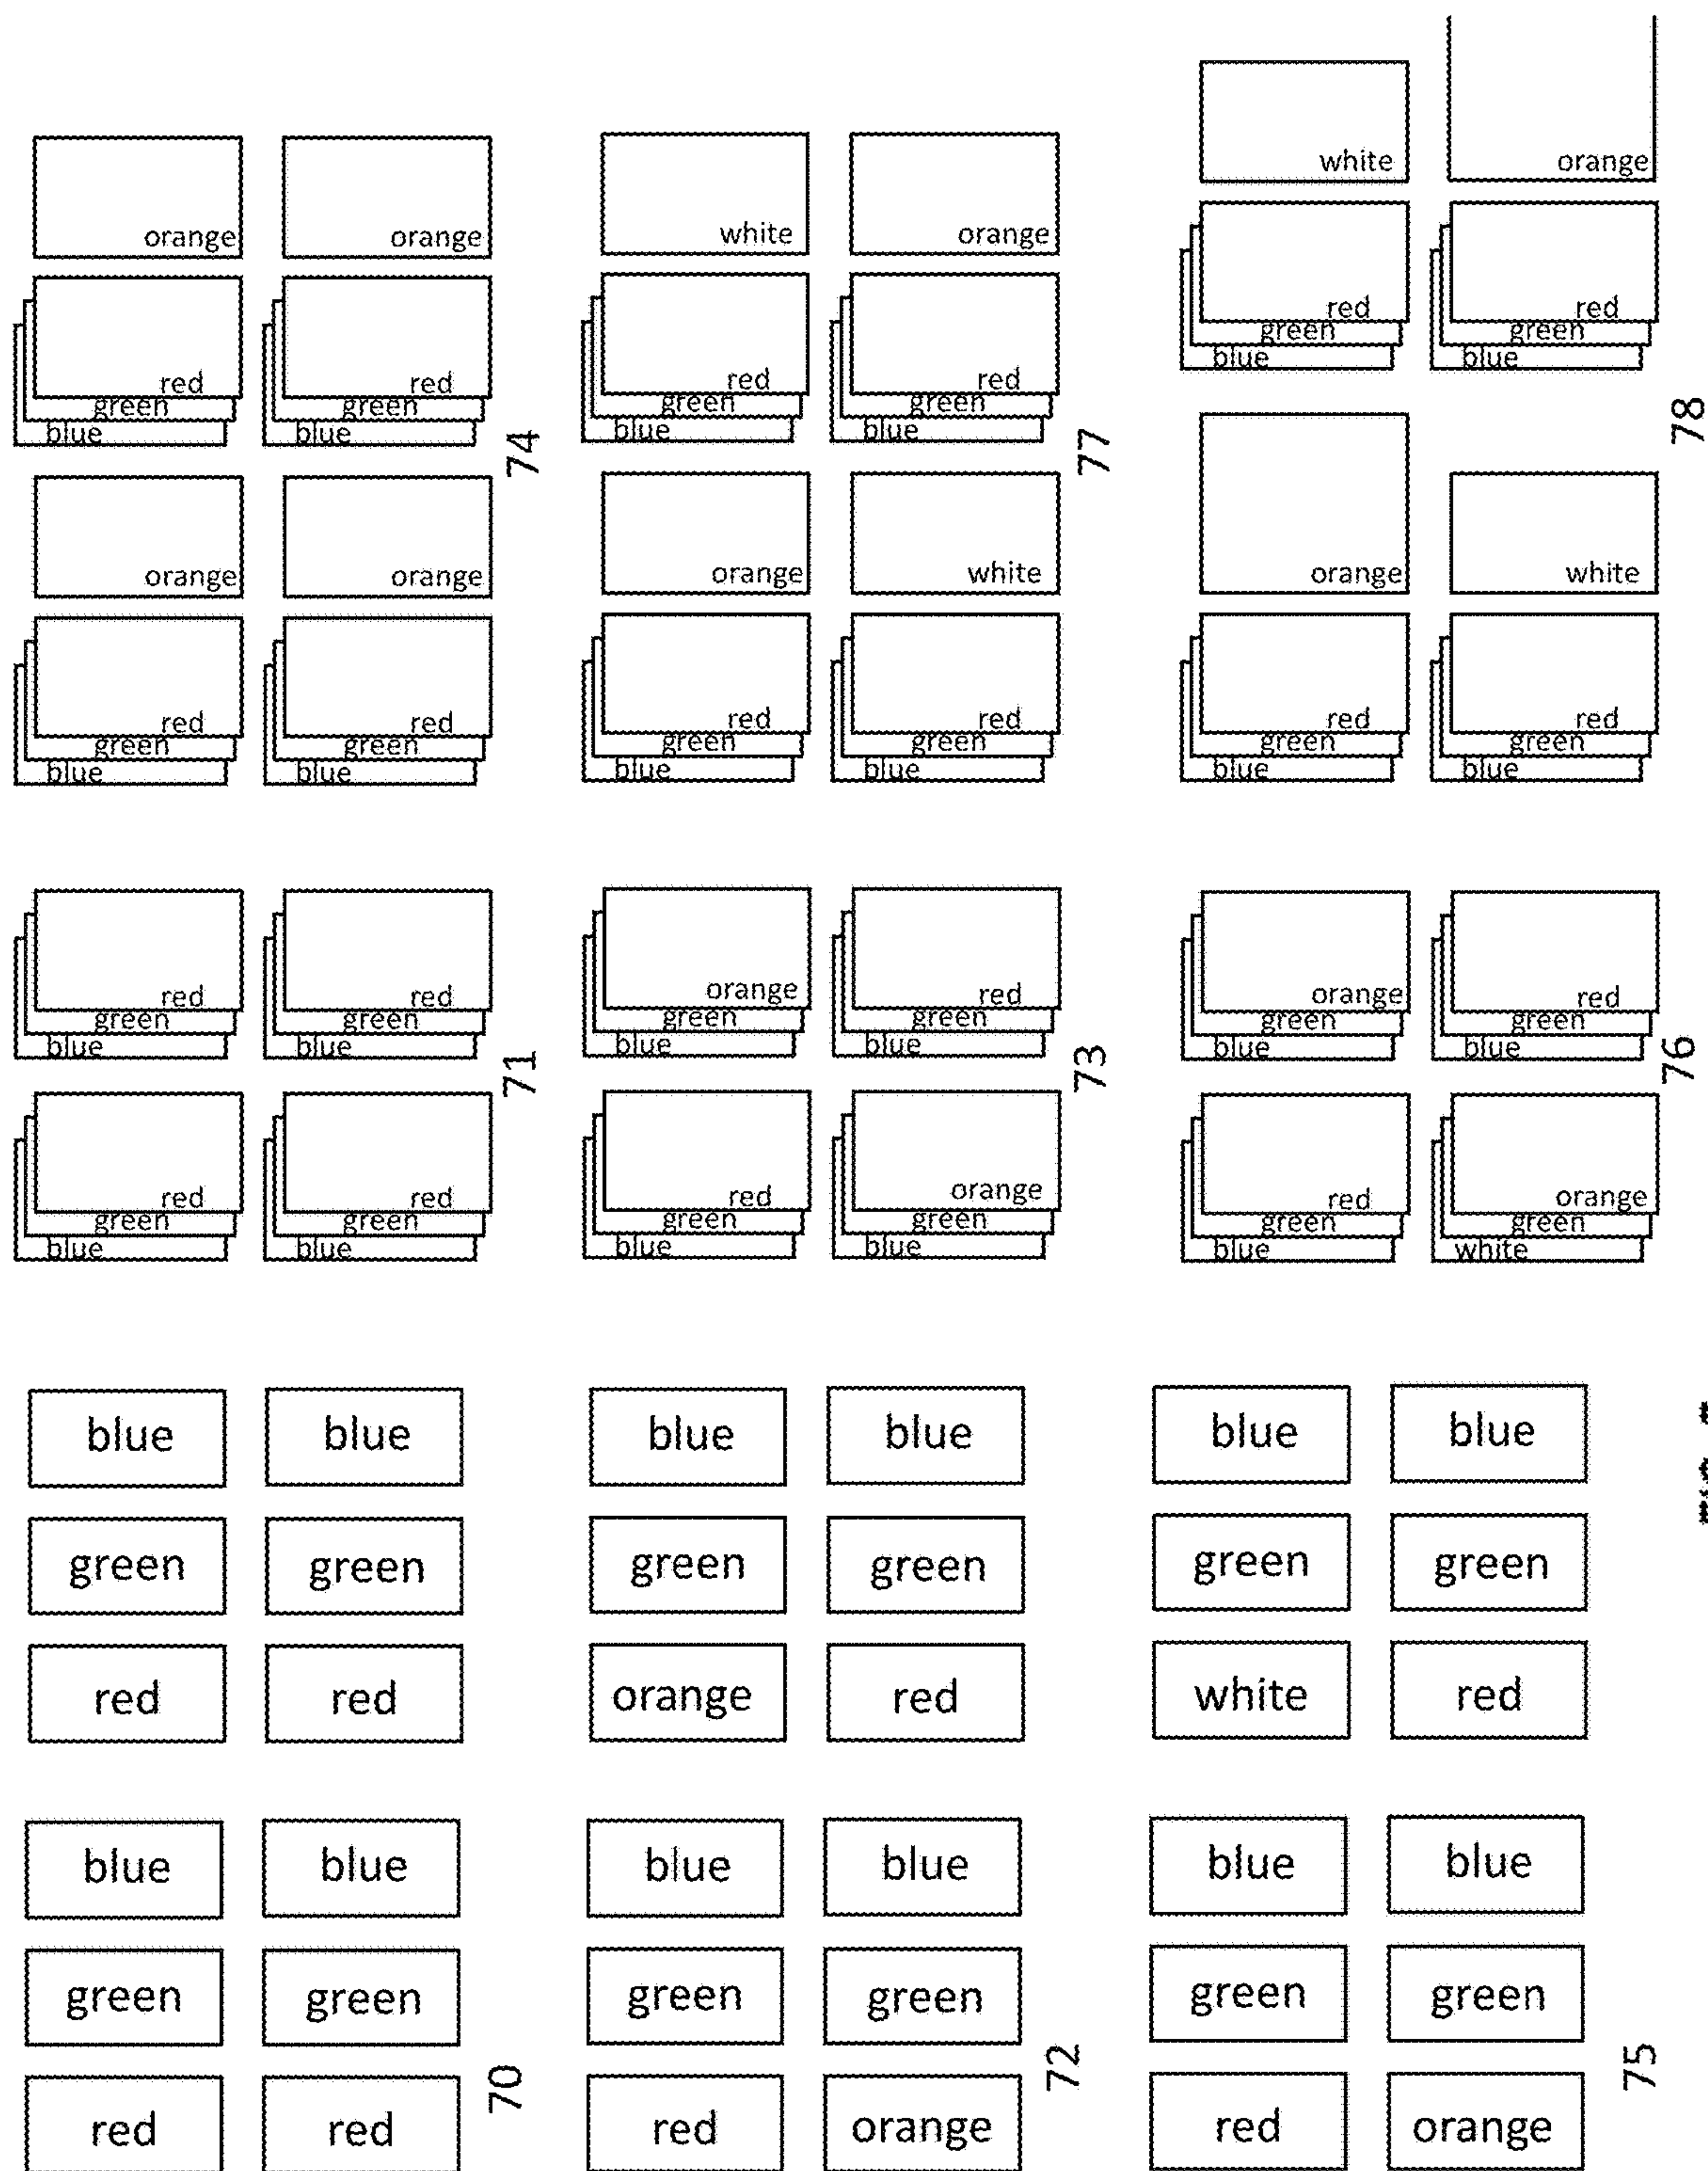 white orange
orange orange white orange
red red
green green
blue blue
red red red red
green green green green
blue blue blue blue
74 77 78
orange orange orange white orange white
red red red red red red
green green green green green green
blue blue blue blue blue blue
red red orange red orange red
green green green green green green
blue blue blue blue blue blue
71 73 76
red red red orange red orange
green green green green green green
blue blue blue blue blue white
blue blue blue blue blue blue
green green green green green green
red red orange red white red
blue blue blue blue blue blue
green green green green green green
70 72 75
red red red orange red orange